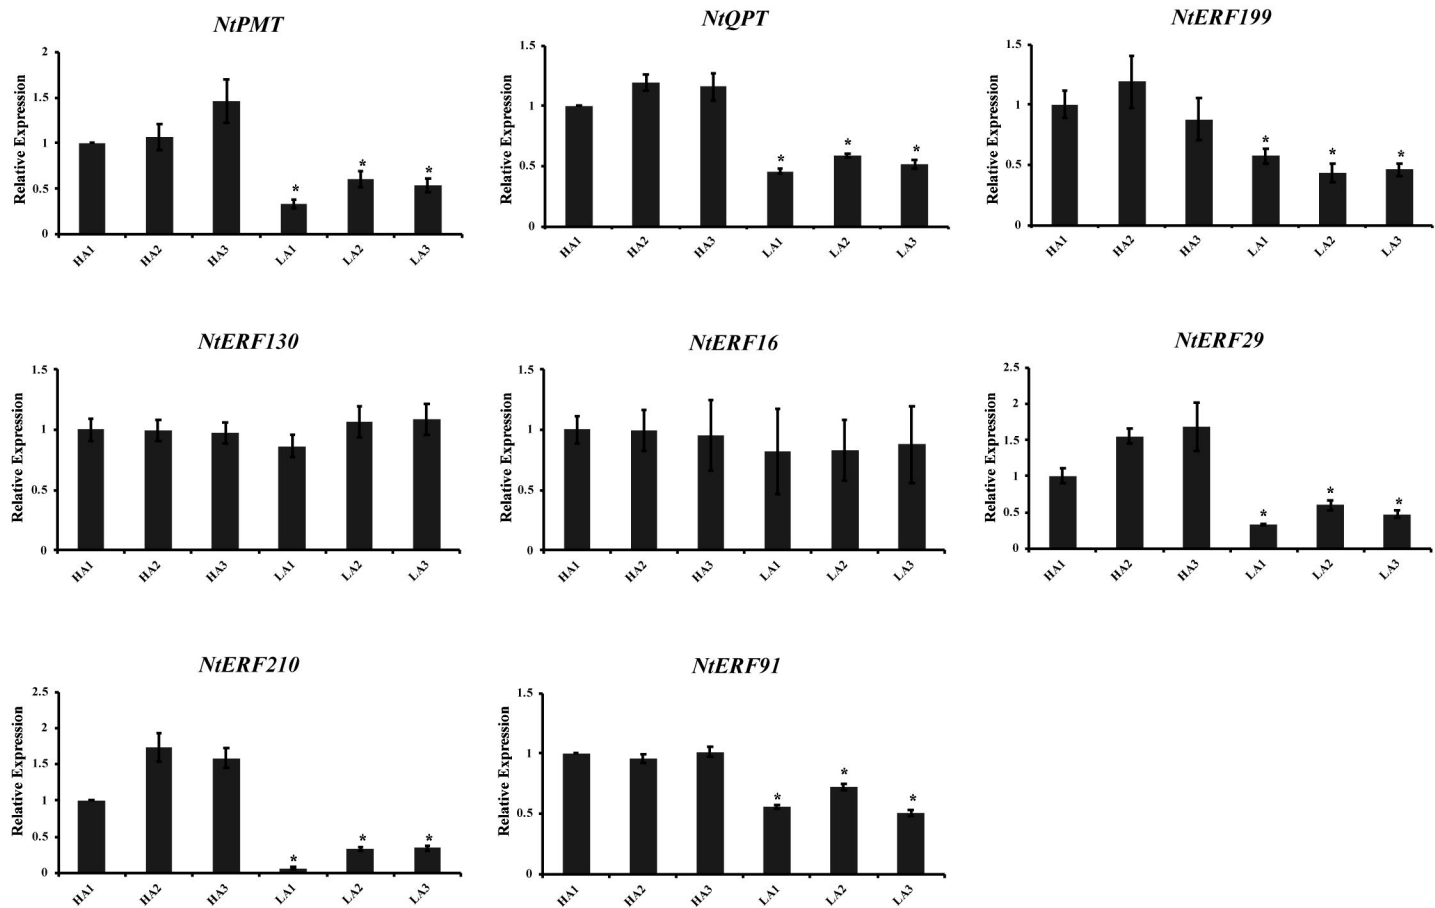 NtPMT
Relative Expression
2
1.5
1
0.5
0
*
*
*
HA1
HA2
HA3
LA1
LA2
LA3
NtQPT
Relative Expression
1.5
1
0.5
0
*
*
*
HA1
HA2
HA3
LA1
LA2
LA3
NtERF199
Relative Expression
1.5
1
0.5
0
*
*
*
HA1
HA2
HA3
LA1
LA2
LA3
NtERF130
Relative Expression
1.5
1
0.5
0
HA1
HA2
HA3
LA1
LA2
LA3
NtERF16
Relative Expression
1.5
1
0.5
0
HA1
HA2
HA3
LA1
LA2
LA3
NtERF29
Relative Expression
2.5
2
1.5
1
0.5
0
*
*
*
HA1
HA2
HA3
LA1
LA2
LA3
NtERF210
Relative Expression
2.5
2
1.5
1
0.5
0
*
*
*
HA1
HA2
HA3
LA1
LA2
LA3
NtERF91
Relative Expression
1.5
1
0.5
0
*
*
*
HA1
HA2
HA3
LA1
LA2
LA3